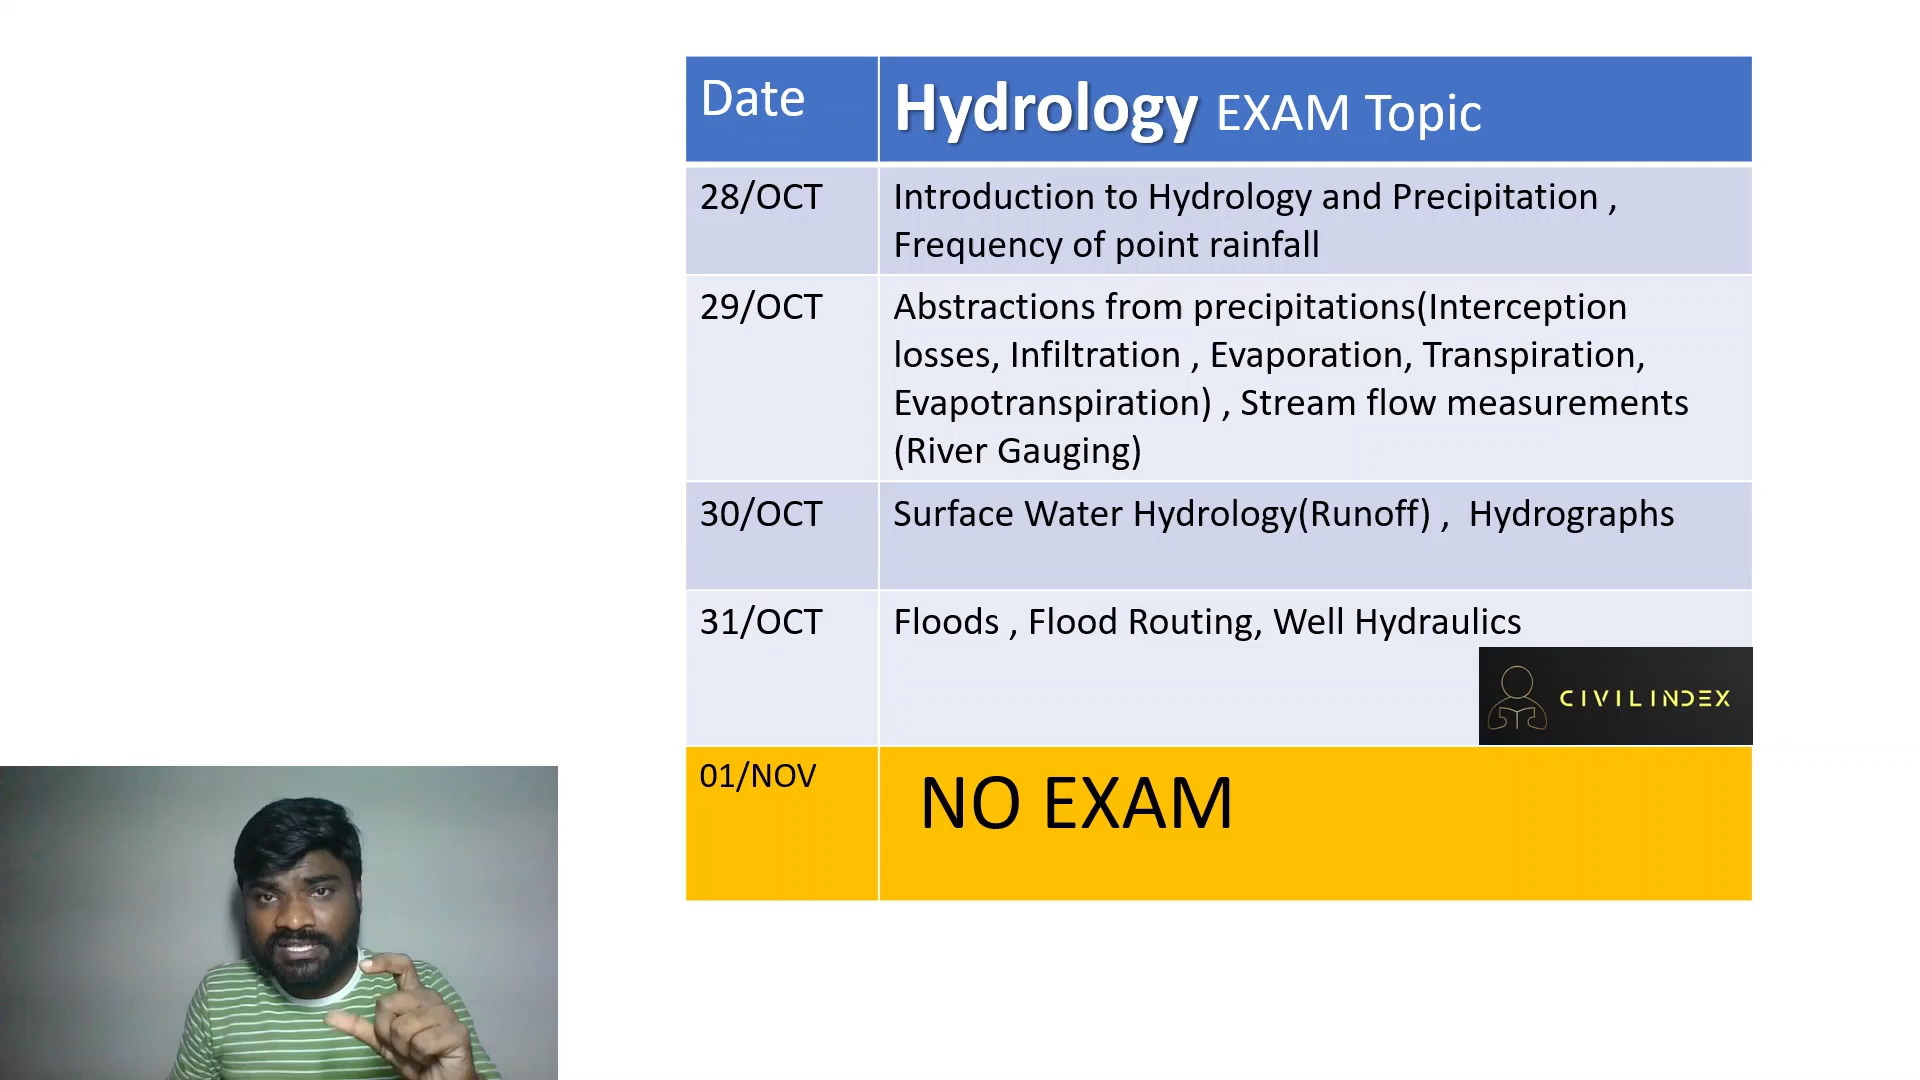 Date
Hydrology EXAM Topic
28/OCT
Introduction to Hydrology and Precipitation ,
Frequency of point rainfall
29/OCT
Abstractions from precipitations(Interception
losses, Infiltration , Evaporation, Transpiration,
Evapotranspiration) , Stream flow measurements
(River Gauging)
30/OCT
Surface Water Hydrology(Runoff) , Hydrographs
31/OCT
Floods , Flood Routing, Well Hydraulics
CIVILINDEX
01/NOV
NO EXAM